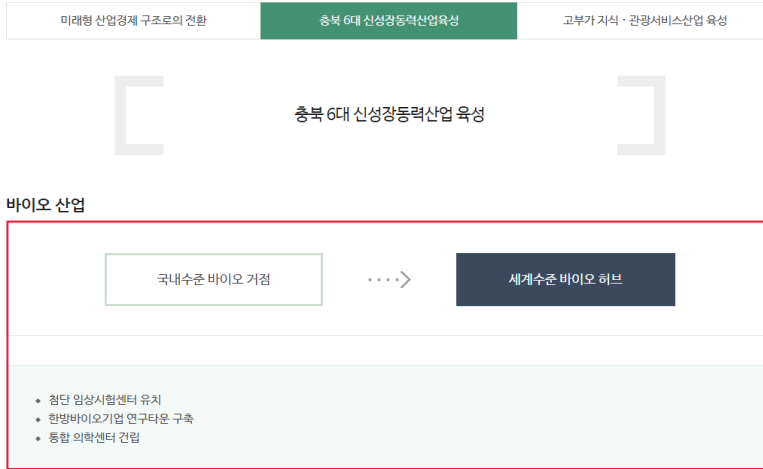 미래형 산업경제 구조로의 전환
충북 6대 신성장동력산업육성
고부가 지식 · 관광서비스산업 육성
충북 6대 신성장동력산업 육성
바이오 산업
국내수준 바이오 거점
세계수준 바이오 허브
첨단 임상시험센터 유치
한방바이오기업 연구타운 구축
통합 의학센터 건립